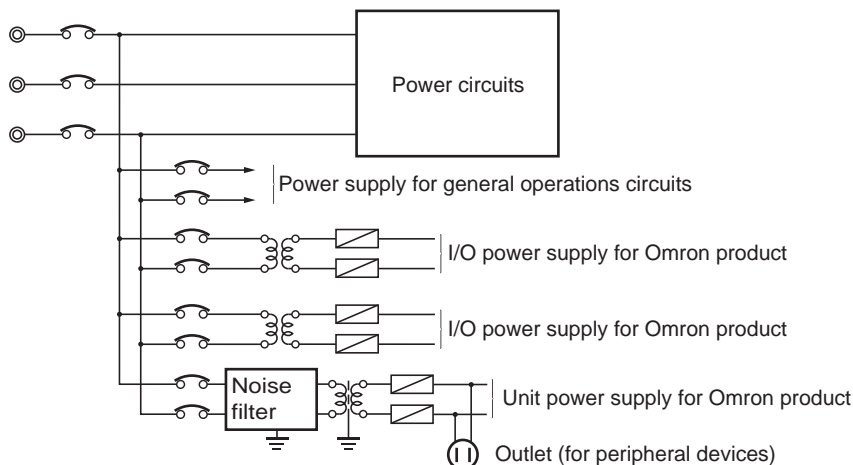 Power circuits
Power supply for general operations circuits
I/O power supply for Omron product
I/O power supply for Omron product
Noise
filter
Unit power supply for Omron product
Outlet (for peripheral devices)